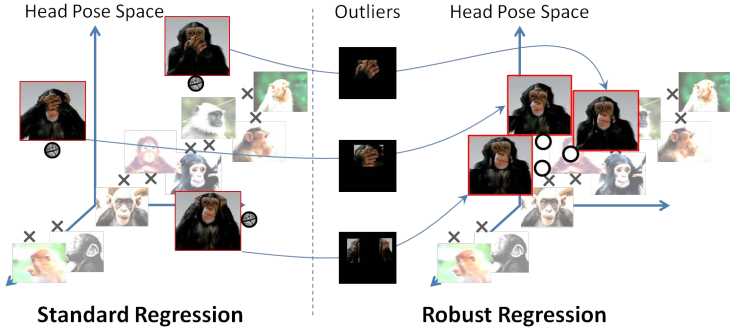 Head Pose Space
Outliers
Head Pose Space
Standard Regression
Robust Regression